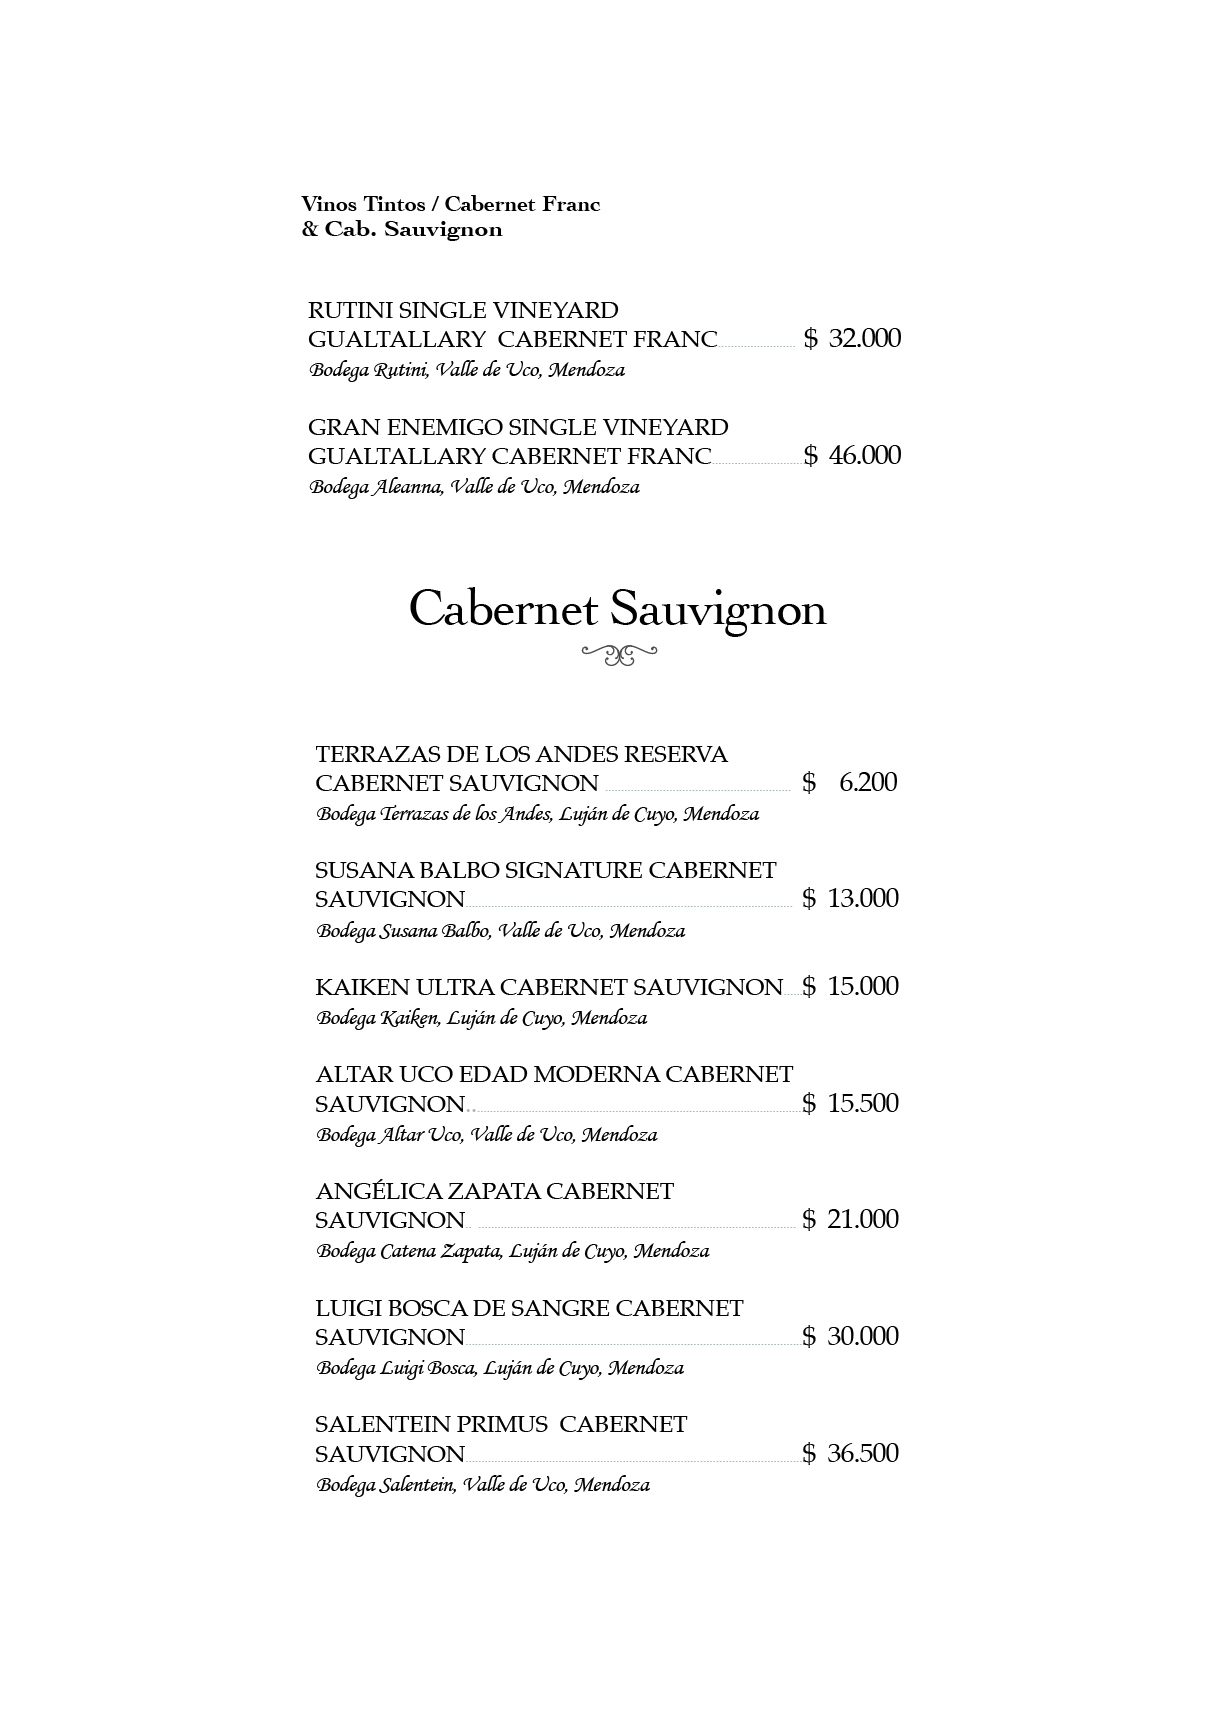 Vinos Tintos / Cabernet Franc
& Cab. Sauvignon
RUTINI SINGLE VINEYARD
GUALTALLARY CABERNET FRANC $ 32.000
Bodega Rutini, Valle de Uco, Mendoza
GRAN ENEMIGO SINGLE VINEYARD
GUALTALLARY CABERNET FRANC $ 46.000
Bodega Aleanna, Valle de Uco, Mendoza
Cabernet Sauvignon
TERRAZAS DE LOS ANDES RESERVA
CABERNET SAUVIGNON $ 6.200
Bodega Terrazas de los Andes, Luján de Cuyo, Mendoza
SUSANA BALBO SIGNATURE CABERNET
SAUVIGNON $ 13.000
Bodega Susana Balbo, Valle de Uco, Mendoza
KAIKEN ULTRA CABERNET SAUVIGNON $ 15.000
Bodega Kaiken, Luján de Cuyo, Mendoza
ALTAR UCO EDAD MODERNA CABERNET
SAUVIGNON $ 15.500
Bodega Altar Uco, Valle de Uco, Mendoza
ANGÉLICA ZAPATA CABERNET
SAUVIGNON $ 21.000
Bodega Catena Zapata, Luján de Cuyo, Mendoza
LUIGI BOSCA DE SANGRE CABERNET
SAUVIGNON $ 30.000
Bodega Luigi Bosca, Luján de Cuyo, Mendoza
SALENTEIN PRIMUS CABERNET
SAUVIGNON $ 36.500
Bodega Salentein, Valle de Uco, Mendoza